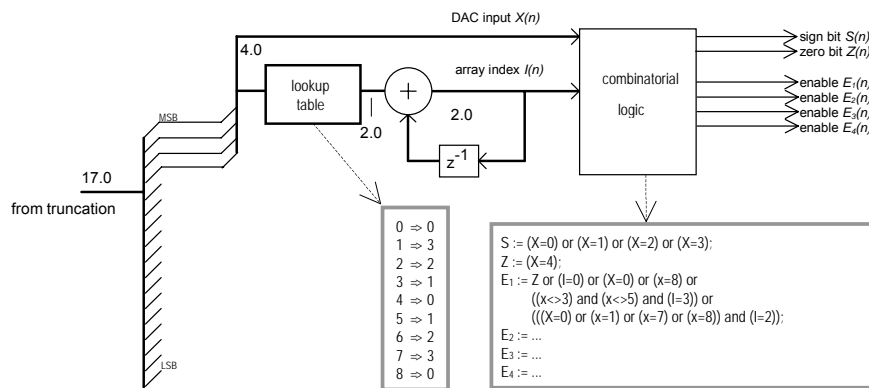 DAC input X(n)
sign bit S(n)
zero bit Z(n)
4.0
array index I(n)
lookup
table
combinatorial
logic
enable E₁(n)
enable E₂(n)
enable E₃(n)
enable E₄(n)
+
2.0
2.0
MSB
z⁻¹
17.0
from truncation
0 ⇒ 0
1 ⇒ 3
2 ⇒ 2
3 ⇒ 1
4 ⇒ 0
5 ⇒ 1
6 ⇒ 2
7 ⇒ 3
8 ⇒ 0
S := (X=0) or (X=1) or (X=2) or (X=3);
Z := (X=4);
E₁ := Z or (I=0) or (X=0) or (x=8) or
((x<>3) and (x<>5) and (I=3)) or
(((X=0) or (x=1) or (x=7) or (x=8)) and (I=2));
E₂ := ...
E₃ := ...
E₄ := ...
LSB